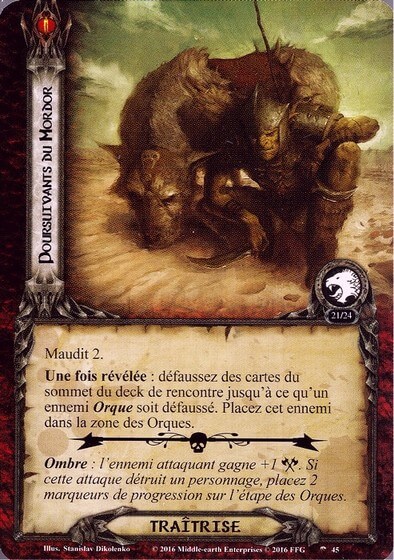 Poursuivants du Mordor
21/24
Maudit 2.
Une fois révélée : défaussez des cartes du
sommet du deck de rencontre jusqu'à ce qu'un
ennemi Orque soit défaussé. Placez cet ennemi
dans la zone des Orques.
Ombre : l'ennemi attaquant gagne +1 . Si
cette attaque détruit un personnage, placez 2
marqueurs de progression sur l'étape des Orques.
TRAÎTRISE
Illus. Stanislav Dikolenko © 2016 Middle-earth Enterprises © 2016 FFG 45